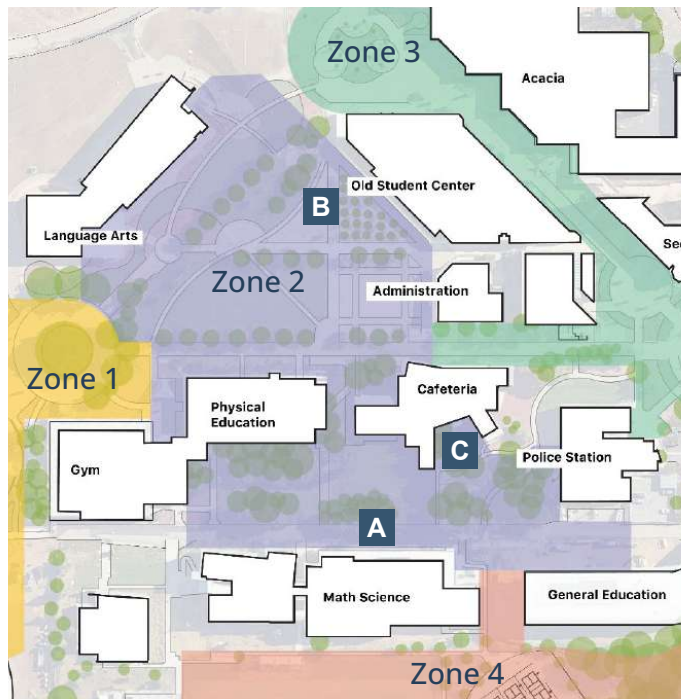 Zone 3
Acacia
Old Student Center
B
Language Arts
Sec
Zone 2
Administration
Zone 1
Cafeteria
Physical
Education
C
Gym
Police Station
A
Math Science
General Education
Zone 4